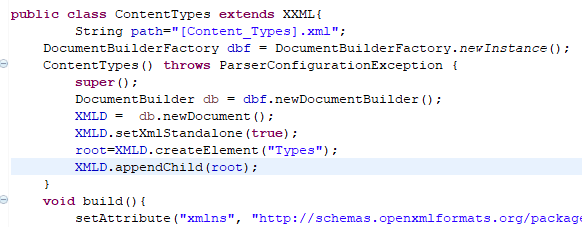 public class ContentTypes extends XXML{
String path="[Content_Types].xml";
DocumentBuilderFactory dbf = DocumentBuilderFactory.newInstance();
ContentTypes() throws ParserConfigurationException {
super();
DocumentBuilder db = dbf.newDocumentBuilder();
XMLD =  db.newDocument();
XMLD.setXmlStandalone(true);
root=XMLD.createElement("Types");
XMLD.appendChild(root);
}
void build(){
setAttribute("xmlns", "http://schemas.openxmlformats.org/package